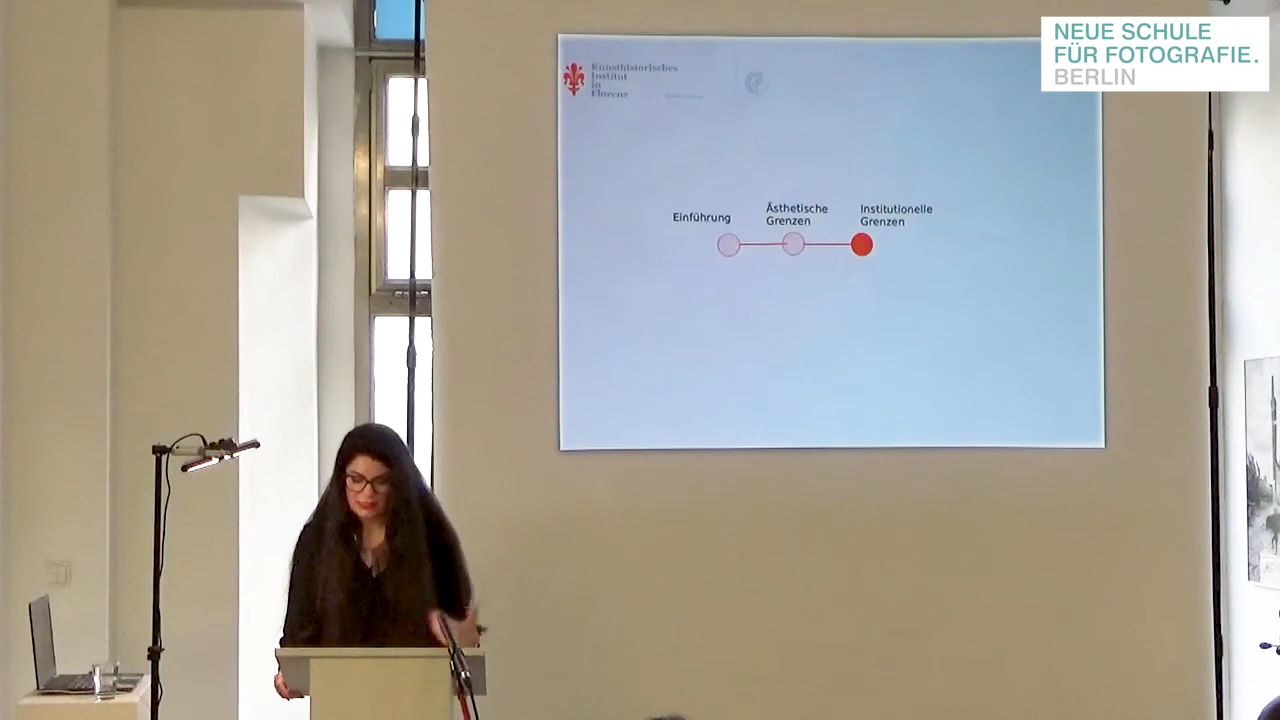 NEUE SCHULE
FÜR FOTOGRAFIE.
BERLIN
Kunsthistorisches
Institut
in
Florenz
Einführung
Ästhetische
Grenzen
Institutionelle
Grenzen